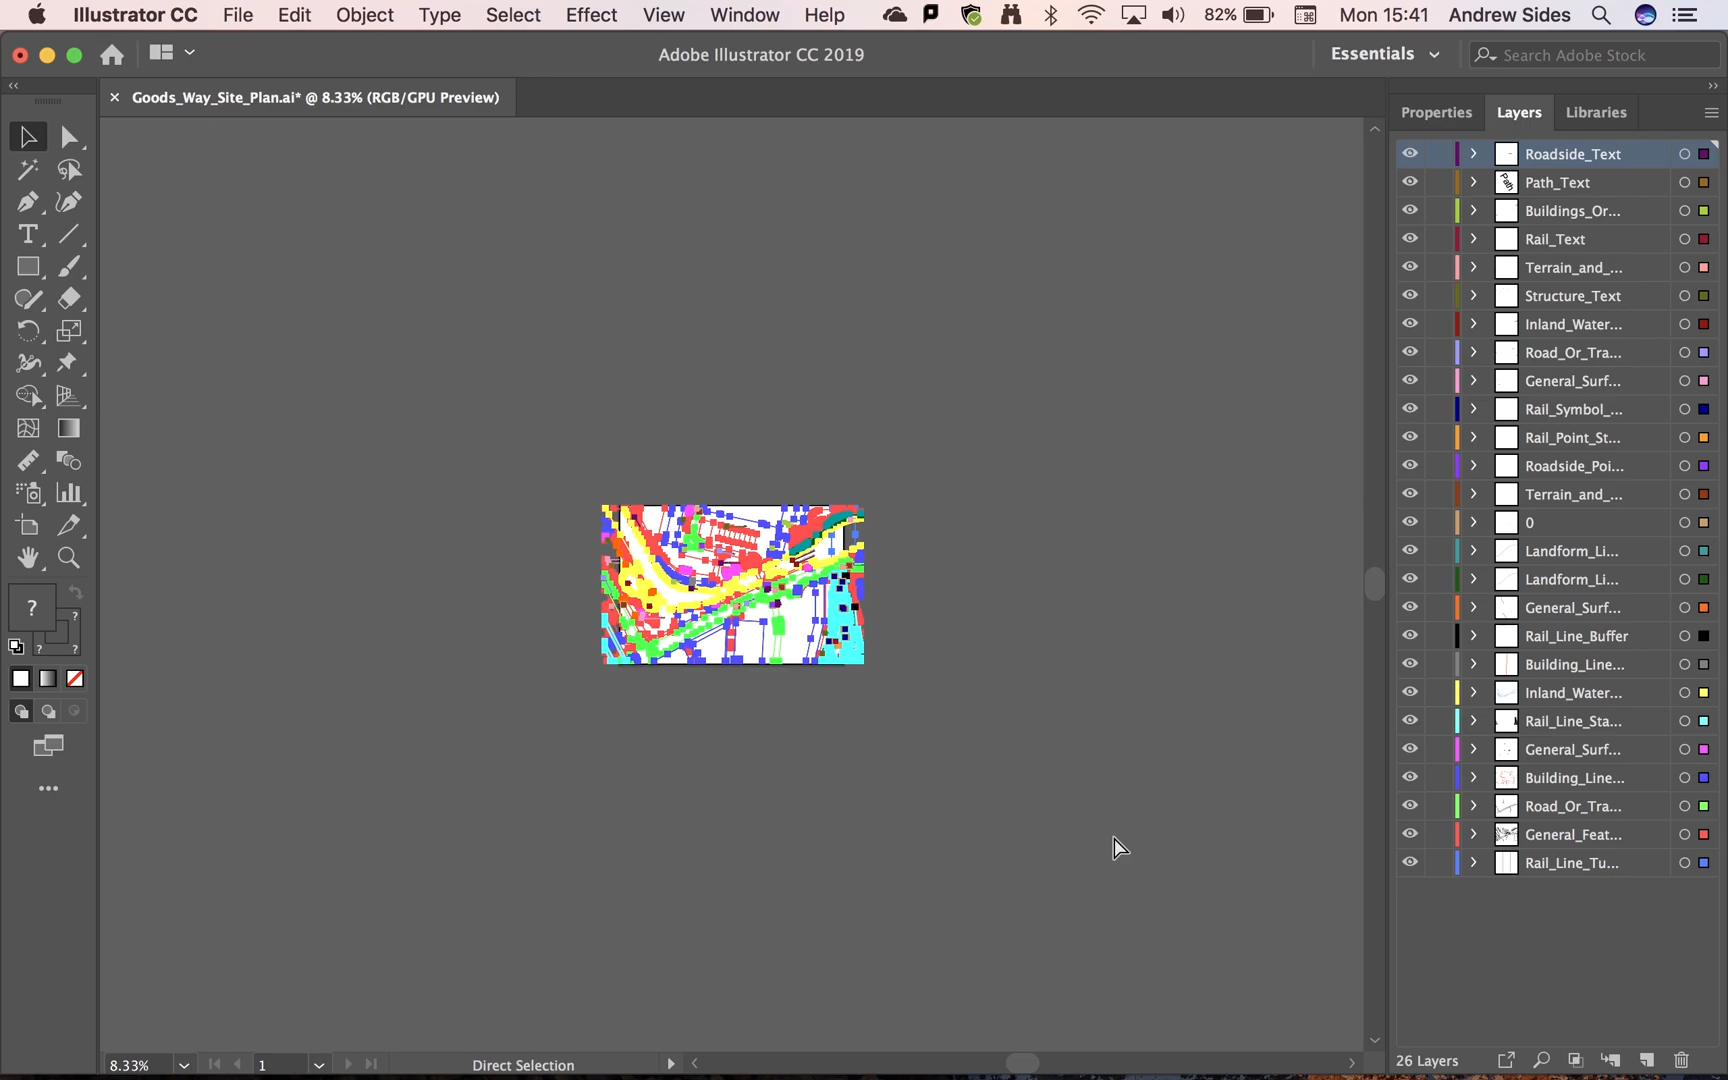 Illustrator CC File Edit Object Type Select Effect View Window Help 82% Mon 15:41 Andrew Sides
Adobe Illustrator CC 2019 Essentials Search Adobe Stock
Goods_Way_Site_Plan.ai* @ 8.33% (RGB/GPU Preview)
Properties Layers Libraries
Roadside_Text
Path_Text
Buildings_Or...
Rail_Text
Terrain_and_...
Structure_Text
Inland_Water...
Road_Or_Tra...
General_Surf...
Rail_Symbol_...
Rail_Point_St...
Roadside_Poi...
Terrain_and_...
0
Landform_Li...
Landform_Li...
General_Surf...
Rail_Line_Buffer
Building_Line...
Inland_Water...
Rail_Line_Sta...
General_Surf...
Building_Line...
Road_Or_Tra...
General_Feat...
Rail_Line_Tu...
8.33% 1 Direct Selection 26 Layers